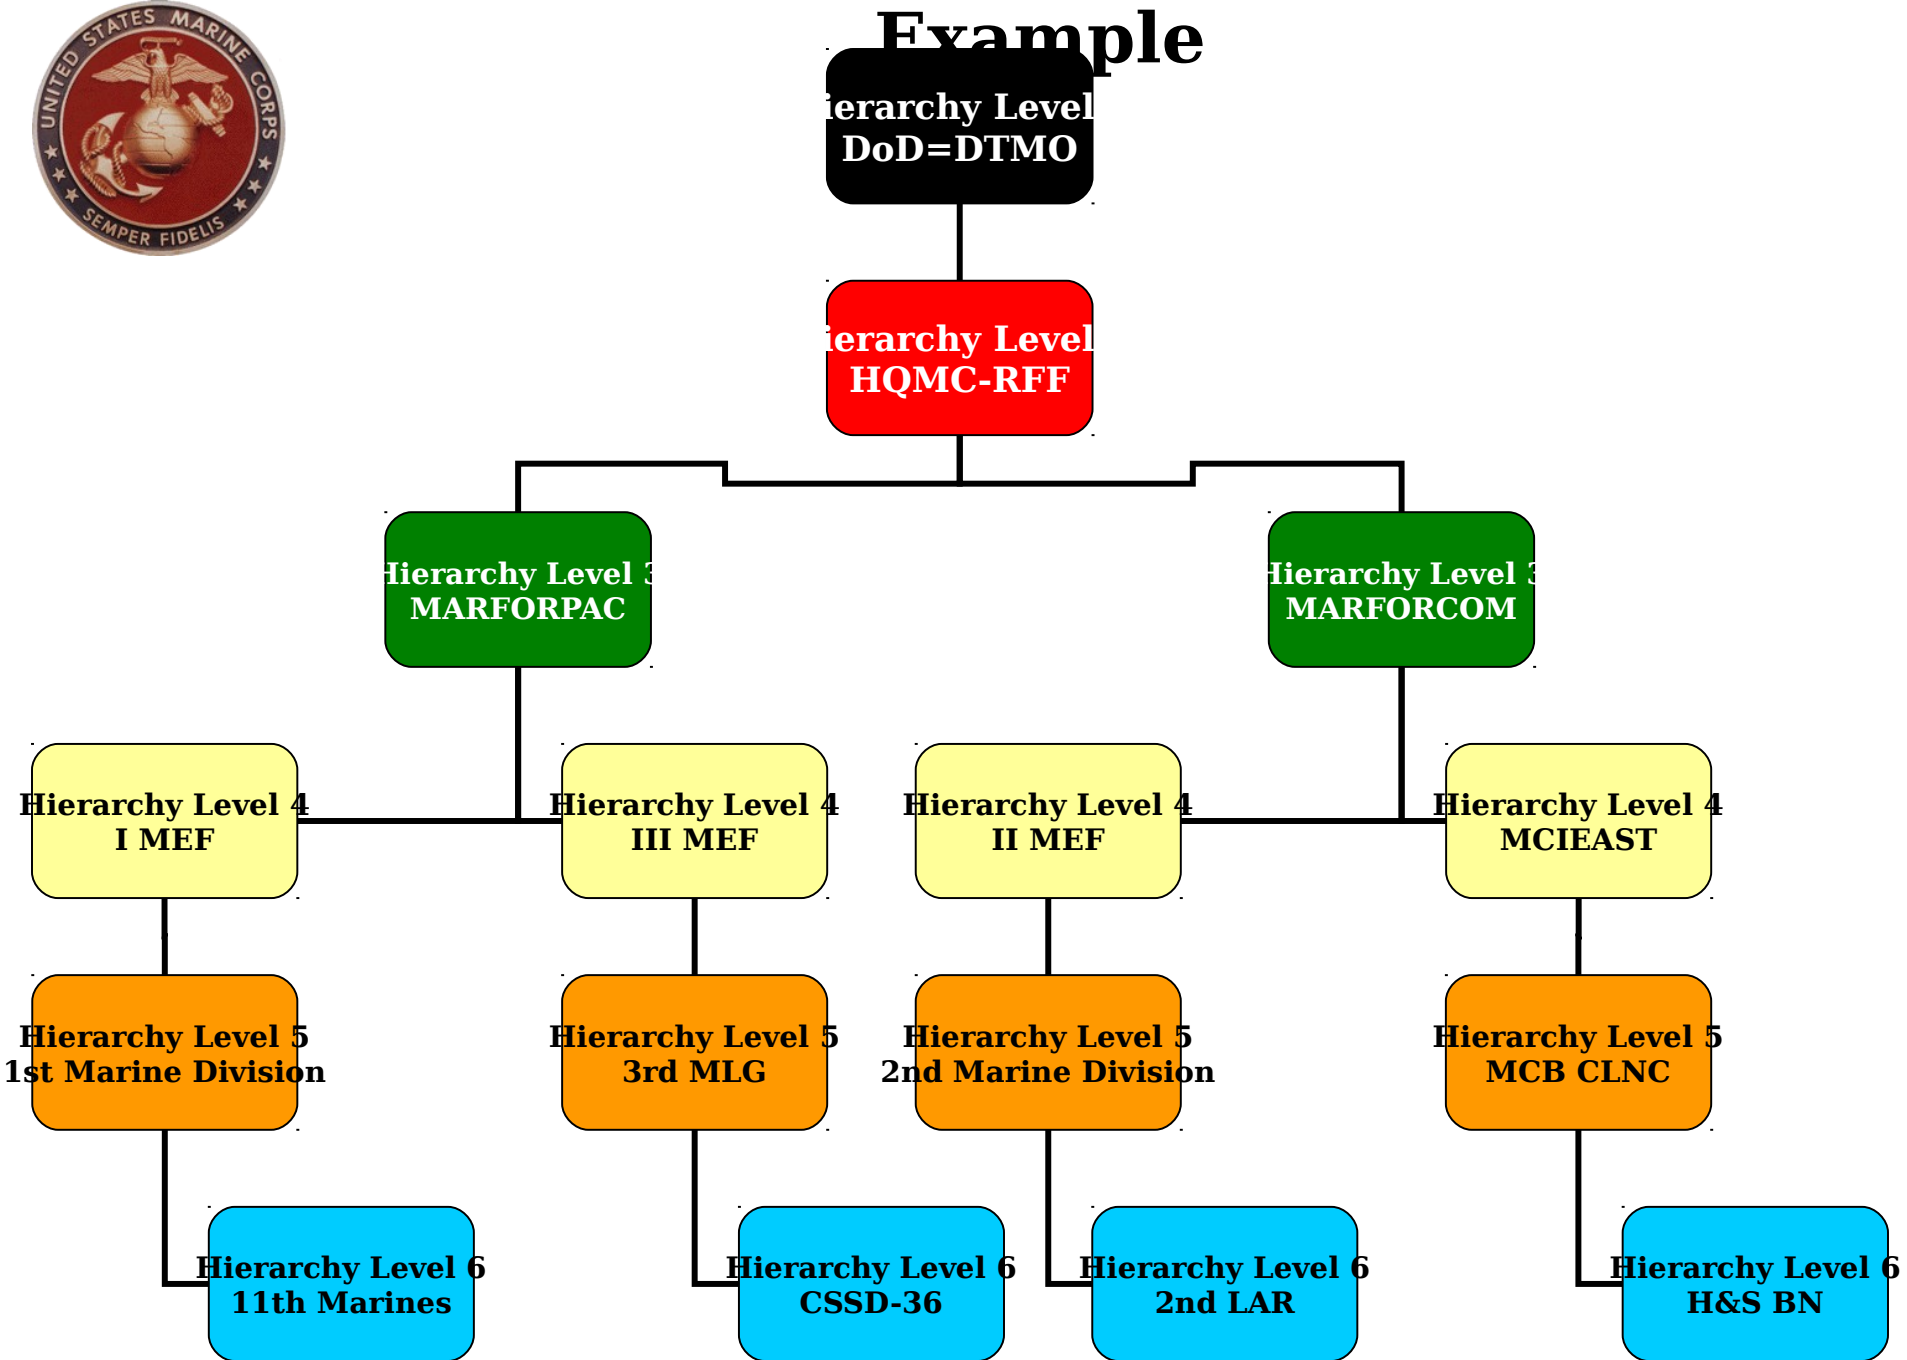 UNITED STATES MARINE CORPS
SEMPER FIDELIS
Example
ierarchy Level
DoD=DTMO
ierarchy Level
HQMC-RFF
Hierarchy Level 3
MARFORPAC
Hierarchy Level 3
MARFORCOM
Hierarchy Level 4
I MEF
Hierarchy Level 4
III MEF
Hierarchy Level 4
II MEF
Hierarchy Level 4
MCIEAST
Hierarchy Level 5
1st Marine Division
Hierarchy Level 5
3rd MLG
Hierarchy Level 5
2nd Marine Division
Hierarchy Level 5
MCB CLNC
Hierarchy Level 6
11th Marines
Hierarchy Level 6
CSSD-36
Hierarchy Level 6
2nd LAR
Hierarchy Level 6
H&S BN